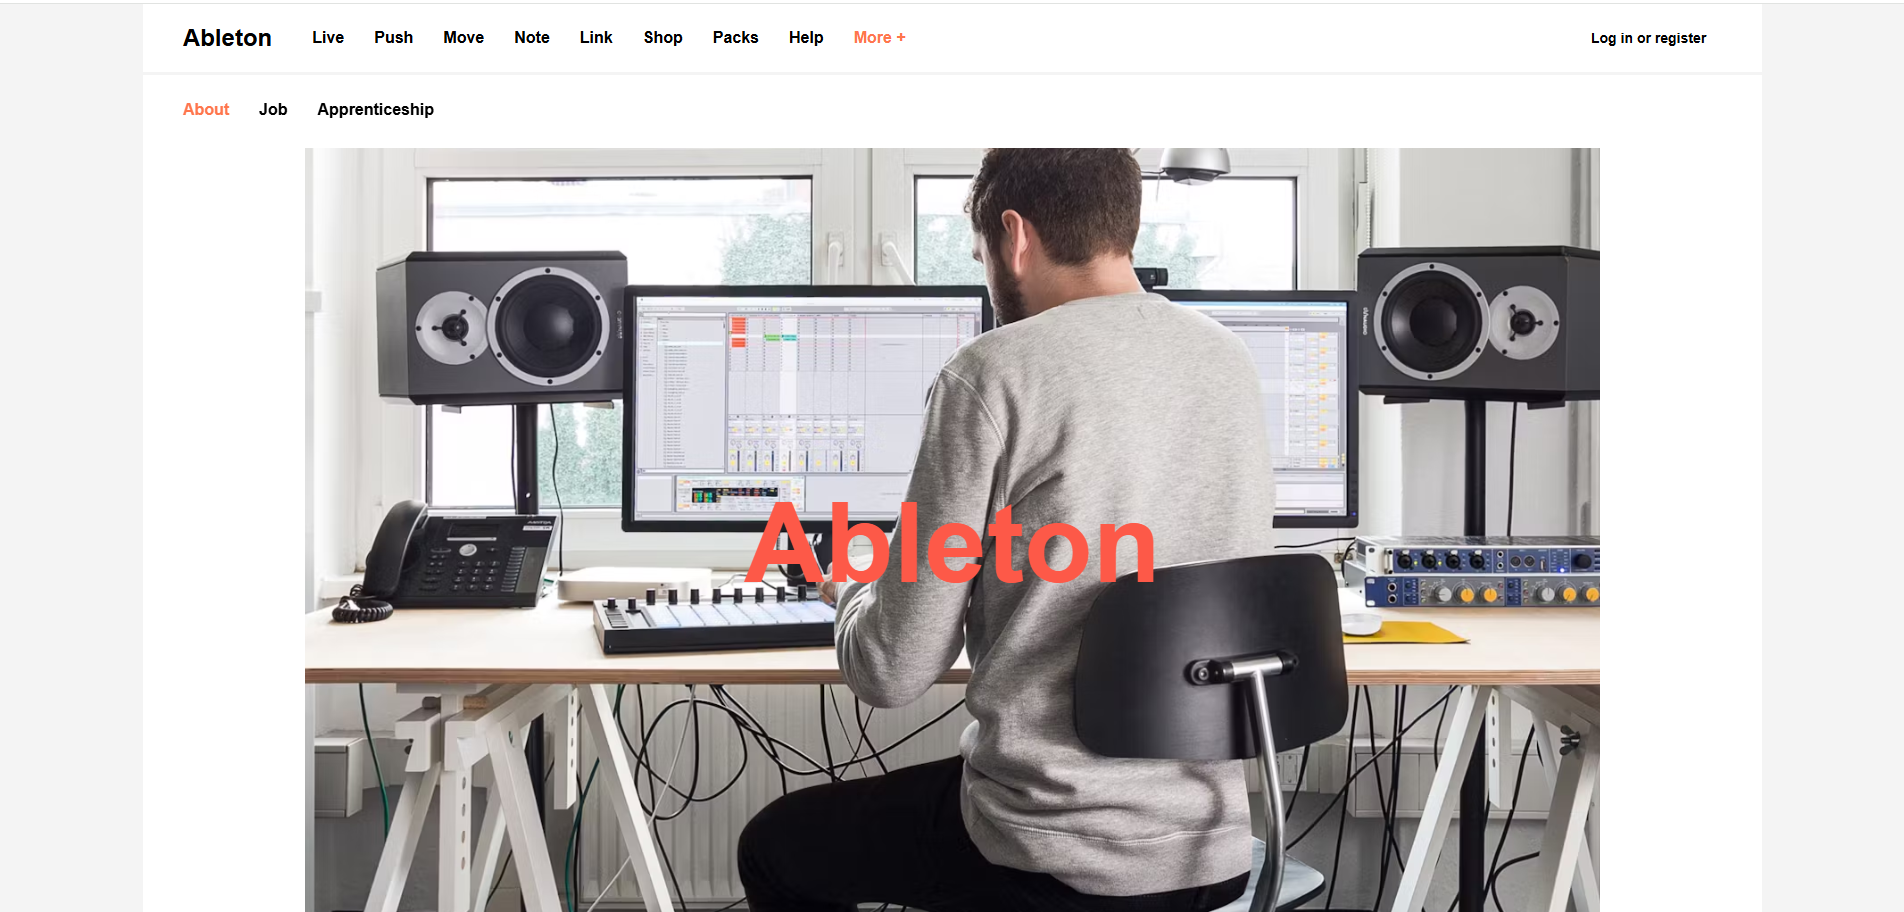 Ableton Live Push Move Note Link Shop Packs Help More + Log in or register
About Job Apprenticeship
Ableton